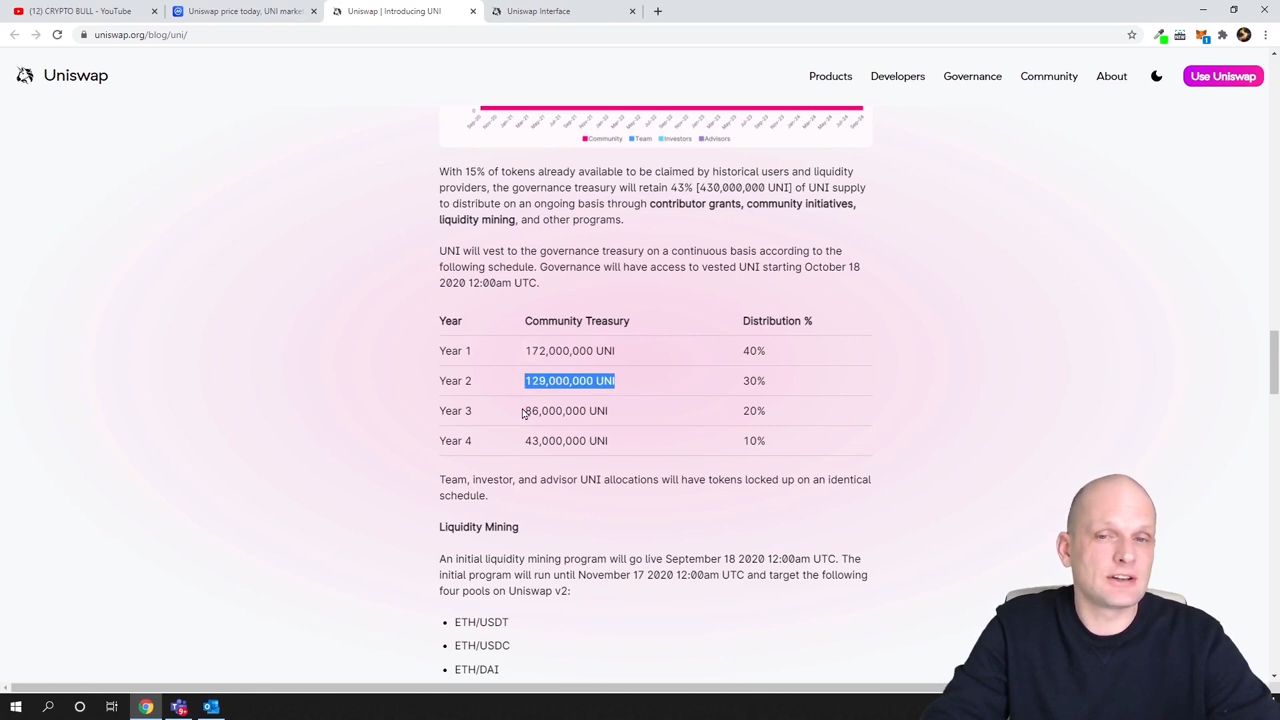 (12) CRYPTO BULL - YouTube
Uniswap price today, UNI market
Uniswap | Introducing UNI
Uniswap Interface
uniswap.org/blog/uni/
Uniswap
Products
Developers
Governance
Community
About
Use Uniswap
0
Community Team Investors Advisors
With 15% of tokens already available to be claimed by historical users and liquidity
providers, the governance treasury will retain 43% [430,000,000 UNI] of UNI supply
to distribute on an ongoing basis through contributor grants, community initiatives,
liquidity mining, and other programs.
UNI will vest to the governance treasury on a continuous basis according to the
following schedule. Governance will have access to vested UNI starting October 18
2020 12:00am UTC.
Year Community Treasury Distribution %
Year 1 172,000,000 UNI 40%
Year 2 129,000,000 UNI 30%
Year 3 86,000,000 UNI 20%
Year 4 43,000,000 UNI 10%
Team, investor, and advisor UNI allocations will have tokens locked up on an identical
schedule.
Liquidity Mining
An initial liquidity mining program will go live September 18 2020 12:00am UTC. The
initial program will run until November 17 2020 12:00am UTC and target the following
four pools on Uniswap v2:
• ETH/USDT
• ETH/USDC
• ETH/DAI